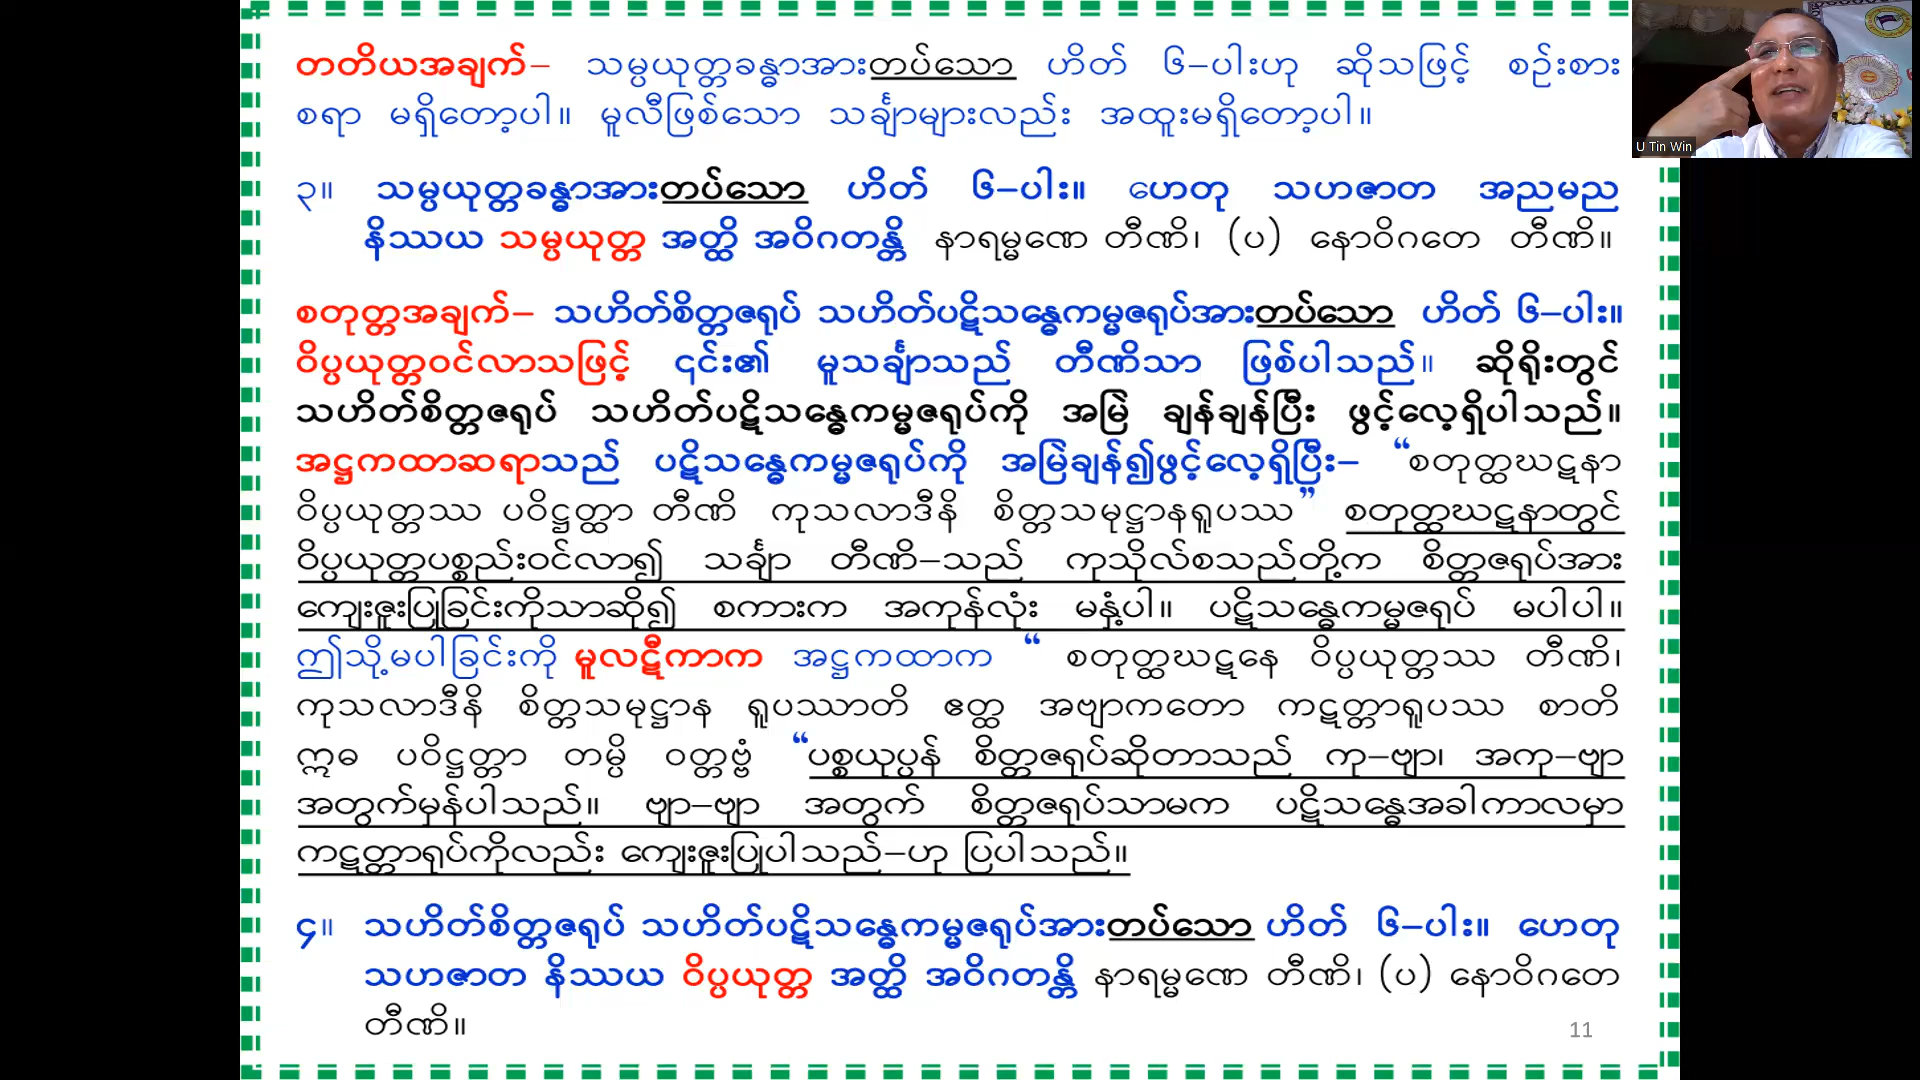 တတိယအချက်– သမ္ပယုတ္တခန္ဓာအားတပ်သော ဟိတ် ၆–ပါးဟု ဆိုသဖြင့် စဉ်းစား
စရာ မရှိတော့ပါ။ မူလီဖြစ်သော သင်္ချာများလည်း အထူးမရှိတော့ပါ။
၃။ သမ္ပယုတ္တခန္ဓာအားတပ်သော ဟိတ် ၆–ပါး။ ဟေတု သဟဇာတ အညမည
နိဿယ သမ္ပယုတ္တ အတ္ထိ အဝိဂတန္တိ နာရမ္မဏေ တီဏိ၊ (ပ) နောဝိဂတေ တီဏိ။
စတုတ္တအချက်– သဟိတ်စိတ္တဇရုပ် သဟိတ်ပဋိသန္ဓေကမ္မဇရုပ်အားတပ်သော ဟိတ် ၆–ပါး။
ဝိပ္ပယုတ္တဝင်လာသဖြင့် ၎င်း၏ မူသင်္ချာသည် တီဏိသာ ဖြစ်ပါသည်။ ဆိုရိုးတွင်
သဟိတ်စိတ္တဇရုပ် သဟိတ်ပဋိသန္ဓေကမ္မဇရုပ်ကို အမြဲ ချန်ချန်ပြီး ဖွင့်လေ့ရှိပါသည်။
အဋ္ဌကထာဆရာသည် ပဋိသန္ဓေကမ္မဇရုပ်ကို အမြဲချန်၍ဖွင့်လေ့ရှိပြီး– “စတုတ္ထဃဋနာ
ဝိပ္ပယုတ္တဿ ပဝိဋ္ဌတ္ထာ တီဏိ ကုသလာဒီနိ စိတ္တသမုဋ္ဌာနရူပဿ” စတုတ္ထဃဋနာတွင်
ဝိပ္ပယုတ္တပစ္စည်းဝင်လာ၍ သင်္ချာ တီဏိ–သည် ကုသိုလ်စသည်တို့က စိတ္တဇရုပ်အား
ကျေးဇူးပြုခြင်းကိုသာဆို၍ စကားက အကုန်လုံး မနှံ့ပါ။ ပဋိသန္ဓေကမ္မဇရုပ် မပါပါ။
ဤသို့မပါခြင်းကို မူလဋီကာက အဋ္ဌကထာက “ စတုတ္ထဃဋနေ ဝိပ္ပယုတ္တဿ တီဏိ၊
ကုသလာဒီနိ စိတ္တသမုဋ္ဌာန ရူပဿာတိ ဧတ္ထ အဗျာကတော ကဋတ္တာရူပဿ စာတိ
ဣဓ ပဝိဋ္ဌတ္တာ တမ္ပိ ဝတ္တဗ္ဗံ “ပစ္စယုပ္ပန် စိတ္တဇရုပ်ဆိုတာသည် ကု–ဗျာ၊ အကု–ဗျာ
အတွက်မှန်ပါသည်။ ဗျာ–ဗျာ အတွက် စိတ္တဇရုပ်သာမက ပဋိသန္ဓေအခါကာလမှာ
ကဋတ္တာရုပ်ကိုလည်း ကျေးဇူးပြုပါသည်–ဟု ပြပါသည်။
၄။ သဟိတ်စိတ္တဇရုပ် သဟိတ်ပဋိသန္ဓေကမ္မဇရုပ်အားတပ်သော ဟိတ် ၆–ပါး။ ဟေတု
သဟဇာတ နိဿယ ဝိပ္ပယုတ္တ အတ္ထိ အဝိဂတန္တိ နာရမ္မဏေ တီဏိ၊ (ပ) နောဝိဂတေ
တီဏိ။
11
U Tin Win